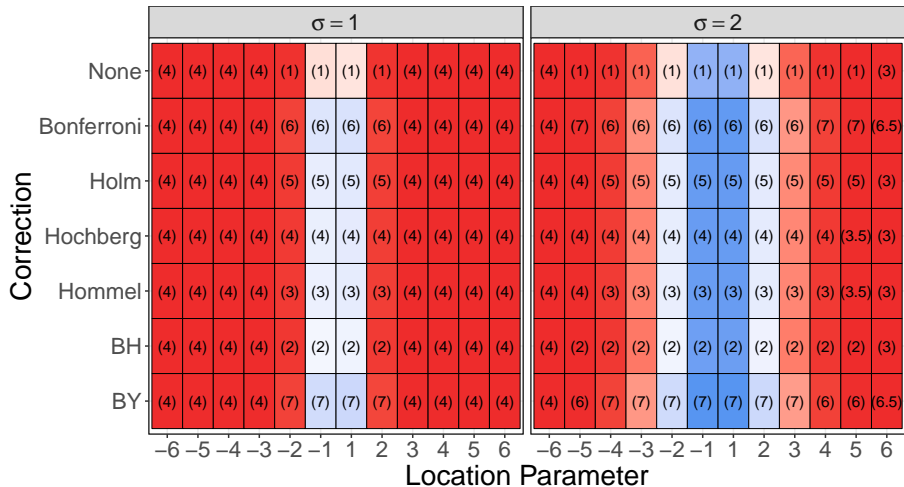 σ = 1 σ = 2
None (4) (4) (4) (4) (1) (1) (1) (1) (4) (4) (4) (4) (4) (1) (1) (1) (1) (1) (1) (1) (1) (1) (1) (3)
Bonferroni (4) (4) (4) (4) (6) (6) (6) (6) (4) (4) (4) (4) (4) (7) (6) (6) (6) (6) (6) (6) (6) (7) (7) (6.5)
Holm (4) (4) (4) (4) (5) (5) (5) (5) (4) (4) (4) (4) (4) (4) (5) (5) (5) (5) (5) (5) (5) (5) (5) (3)
Hochberg (4) (4) (4) (4) (4) (4) (4) (4) (4) (4) (4) (4) (4) (4) (4) (4) (4) (4) (4) (4) (4) (4) (3.5) (3)
Hommel (4) (4) (4) (4) (3) (3) (3) (3) (4) (4) (4) (4) (4) (4) (3) (3) (3) (3) (3) (3) (3) (3) (3.5) (3)
BH (4) (4) (4) (4) (2) (2) (2) (2) (4) (4) (4) (4) (4) (2) (2) (2) (2) (2) (2) (2) (2) (2) (2) (3)
BY (4) (4) (4) (4) (7) (7) (7) (7) (4) (4) (4) (4) (4) (6) (7) (7) (7) (7) (7) (7) (7) (6) (6) (6.5)
−6 −5 −4 −3 −2 −1 1 2 3 4 5 6 −6 −5 −4 −3 −2 −1 1 2 3 4 5 6
Location Parameter
Correction